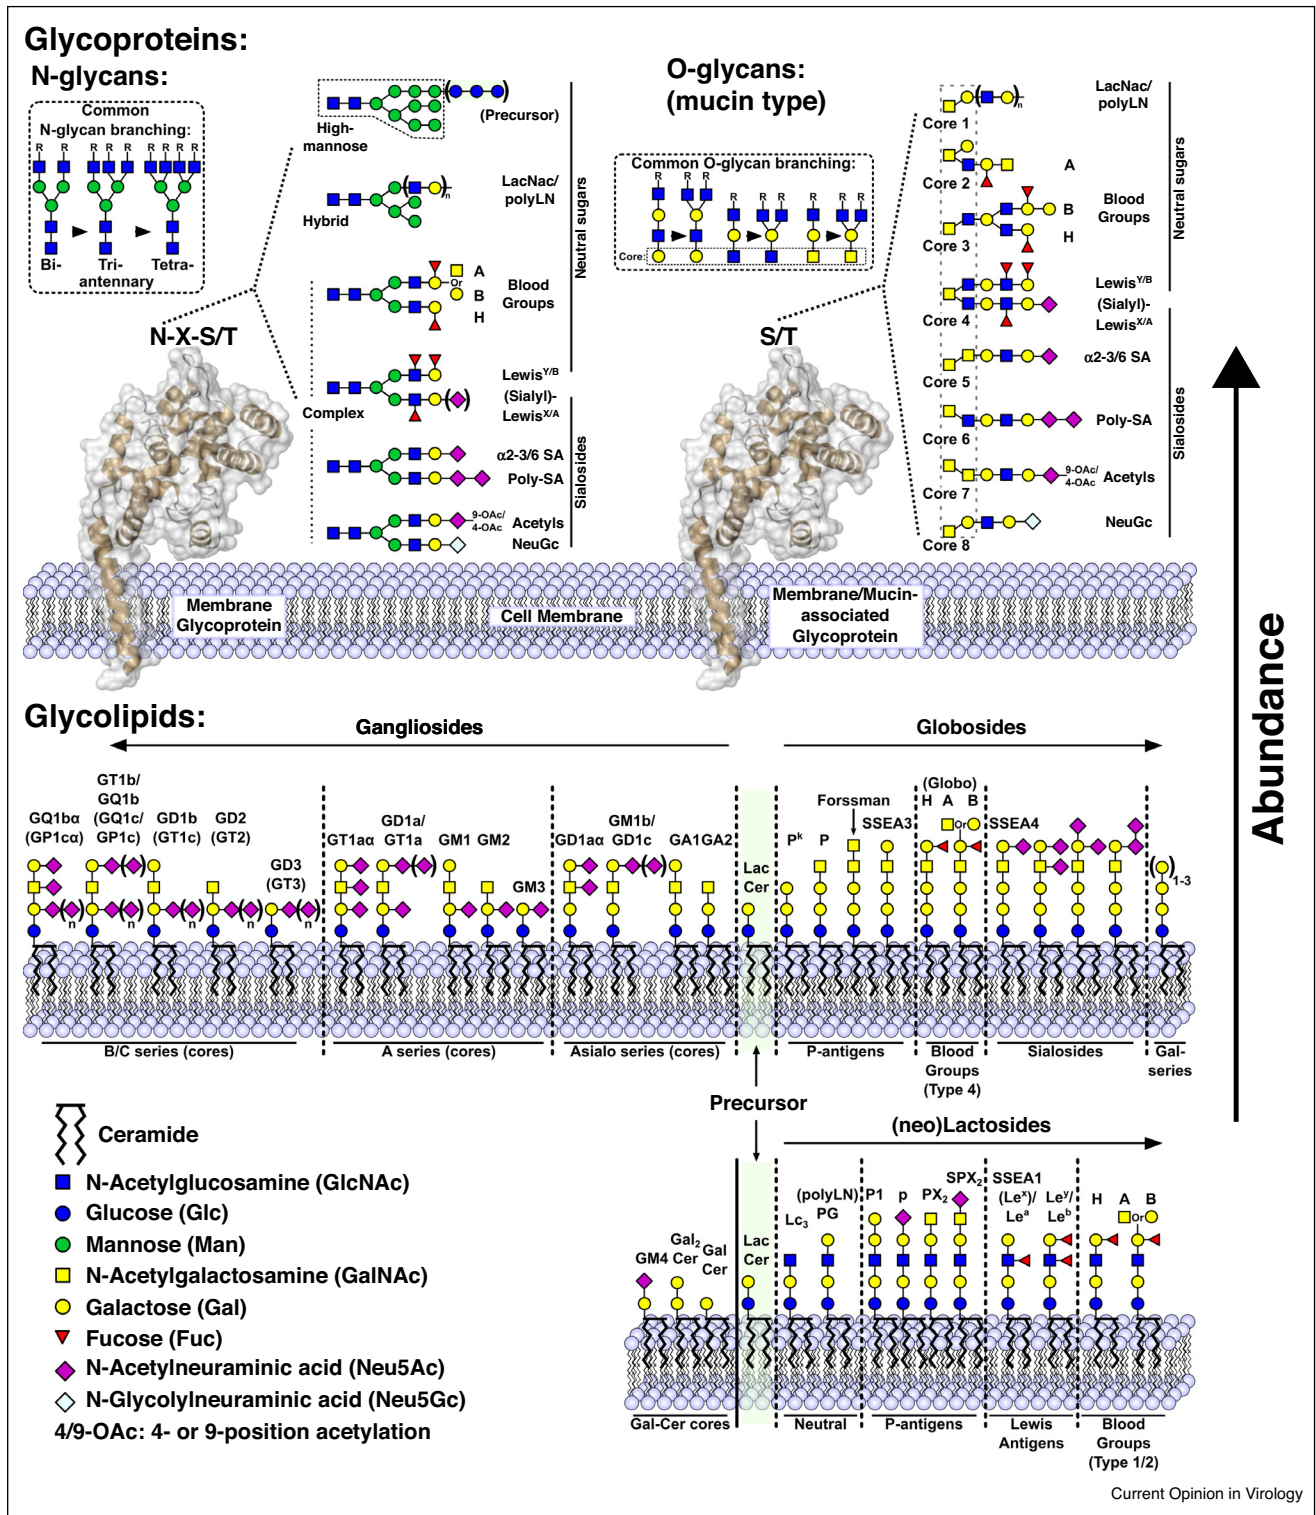 Glycoproteins:
N-glycans:
Common
N-glycan branching:
R R R R R R R R R
Bi- Tri- Tetra-
antennary
N-X-S/T
High-
mannose
(Precursor)
Hybrid
n
LacNac/
polyLN
Or
A
B
H
Blood
Groups
Complex
Lewis^Y/B
(Sialyl)-
Lewis^X/A
α2-3/6 SA
Poly-SA
9-OAc/
4-OAc
Acetyls
NeuGc
Neutral sugars
Sialosides
O-glycans:
(mucin type)
Common O-glycan branching:
R R R R R R R R R
Core:
S/T
Core 1
n
LacNac/
polyLN
Core 2
A
Core 3
B
H
Blood
Groups
Core 4
Lewis^Y/B
(Sialyl)-
Lewis^X/A
Core 5
α2-3/6 SA
Core 6
Poly-SA
Core 7
9-OAc/
4-OAc
Acetyls
Core 8
NeuGc
Neutral sugars
Sialosides
Membrane
Glycoprotein
Cell Membrane
Membrane/Mucin-
associated
Glycoprotein
Abundance
Glycolipids:
Gangliosides
Globosides
GQ1bα
(GP1cα)
GT1b/
GQ1b
(GQ1c/
GP1c)
GD1b
(GT1c)
GD2
(GT2)
GD3
(GT3)
n n n n n
GT1aα
GD1a/
GT1a
GM1 GM2
GM3
GD1aα
GM1b/
GD1c
GA1 GA2
Lac
Cer
P^k
P
Forssman
SSEA3
(Globo)
H A B
Or
SSEA4
1-3
B/C series (cores)
A series (cores)
Asialo series (cores)
P-antigens
Blood
Groups
(Type 4)
Sialosides
Gal-
series
Precursor
(neo)Lactosides
Ceramide
N-Acetylglucosamine (GlcNAc)
Glucose (Glc)
Mannose (Man)
N-Acetylgalactosamine (GalNAc)
Galactose (Gal)
Fucose (Fuc)
N-Acetylneuraminic acid (Neu5Ac)
N-Glycolylneuraminic acid (Neu5Gc)
4/9-OAc: 4- or 9-position acetylation
GM4
Gal₂
Cer
Gal
Cer
Lac
Cer
Lc₃
(polyLN)
PG
P1
p
PX₂
SPX₂
SSEA1
(Le^x)/
Le^a
Le^y/
Le^b
H A B
Or
Gal-Cer cores
Neutral
P-antigens
Lewis
Antigens
Blood
Groups
(Type 1/2)
Current Opinion in Virology